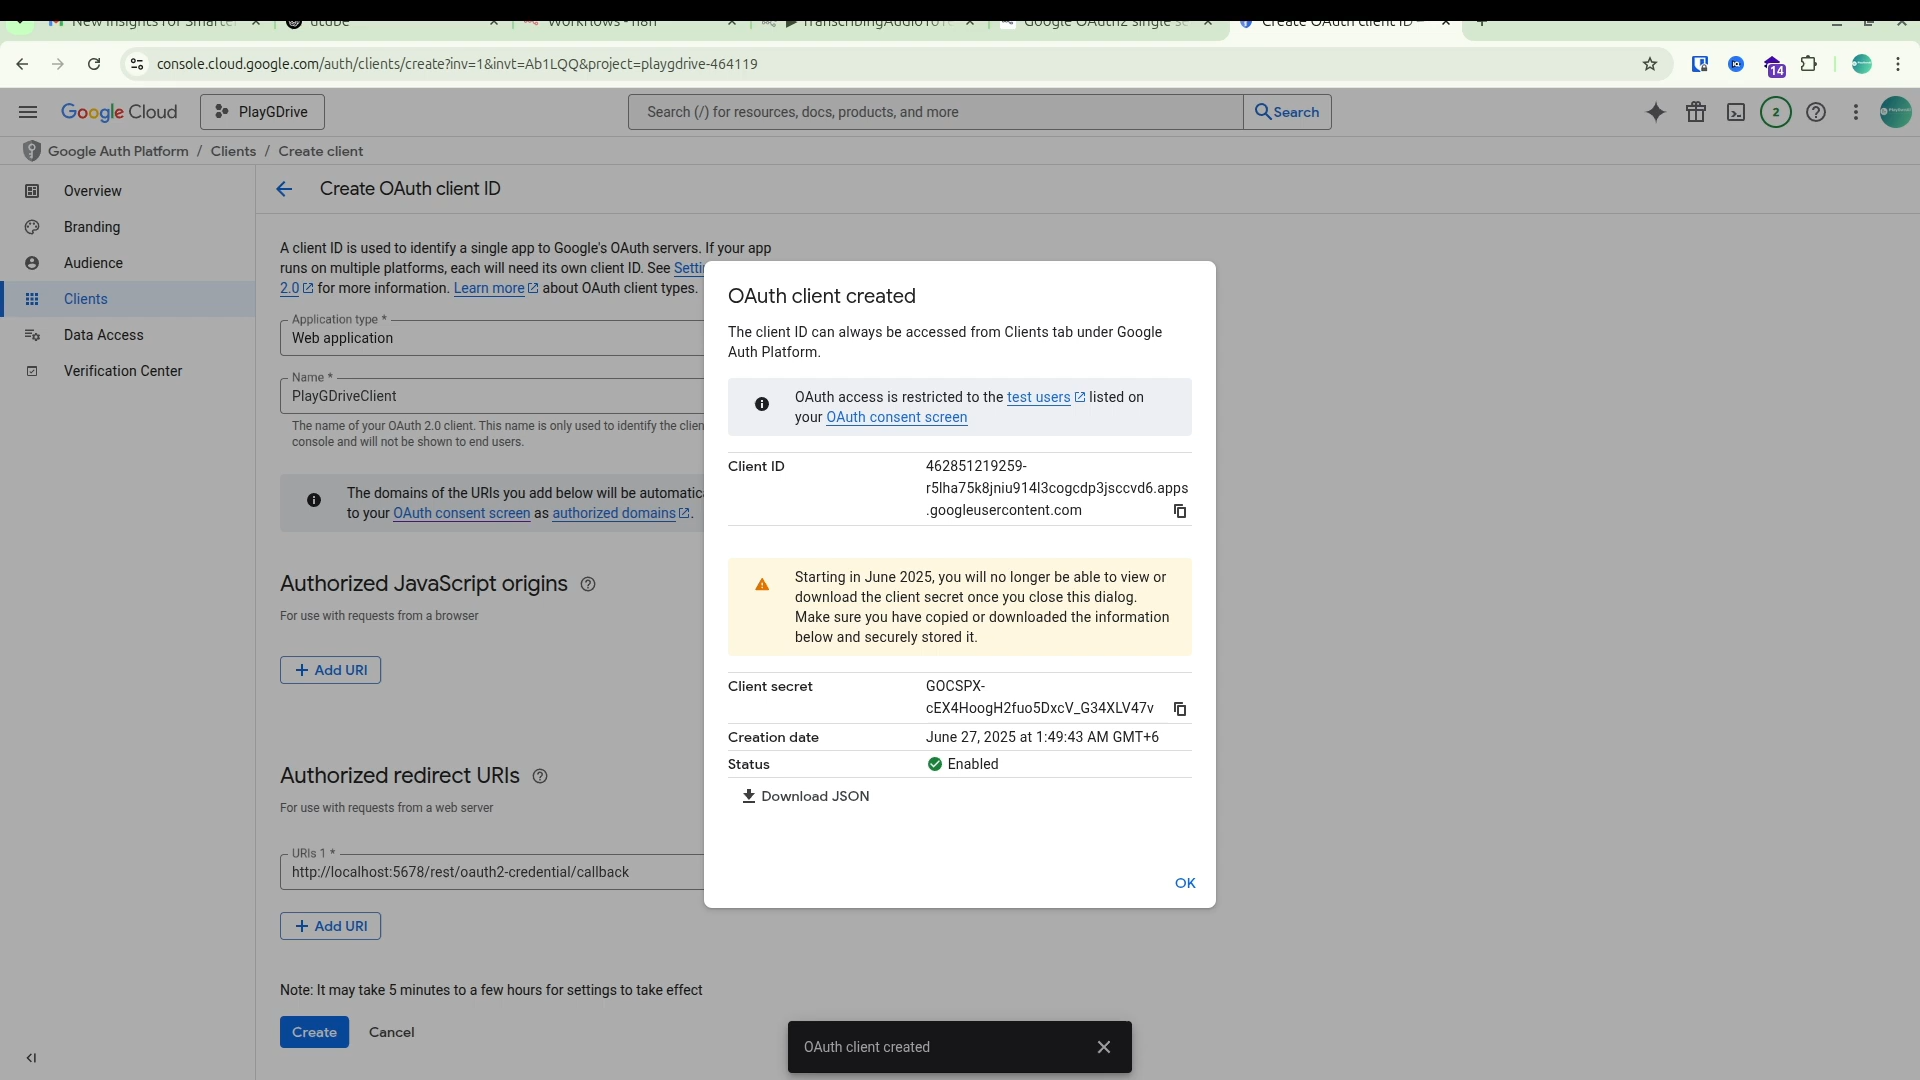 New Insights for Smarte
utube
Workflows - n8n
TranscribingAudioToTe
Google OAuth2 single se
Create OAuth client ID –
console.cloud.google.com/auth/clients/create?inv=1&invt=Ab1LQQ&project=playgdrive-464119
14
Google Cloud
PlayGDrive
Search (/) for resources, docs, products, and more
Search
2
Google Auth Platform / Clients / Create client
Overview
Branding
Audience
Clients
Data Access
Verification Center
Create OAuth client ID
A client ID is used to identify a single app to Google's OAuth servers. If your app
runs on multiple platforms, each will need its own client ID. See Setti
2.0 for more information. Learn more about OAuth client types.
Application type *
Web application
Name *
PlayGDriveClient
The name of your OAuth 2.0 client. This name is only used to identify the clien
console and will not be shown to end users.
The domains of the URIs you add below will be automatica
to your OAuth consent screen as authorized domains.
Authorized JavaScript origins
For use with requests from a browser
Add URI
Authorized redirect URIs
For use with requests from a web server
URIs 1 *
http://localhost:5678/rest/oauth2-credential/callback
Add URI
Note: It may take 5 minutes to a few hours for settings to take effect
Create
Cancel
OAuth client created
The client ID can always be accessed from Clients tab under Google
Auth Platform.
OAuth access is restricted to the test users listed on
your OAuth consent screen
Client ID
462851219259-
r5lha75k8jniu914l3cogcdp3jsccvd6.apps
.googleusercontent.com
Starting in June 2025, you will no longer be able to view or
download the client secret once you close this dialog.
Make sure you have copied or downloaded the information
below and securely stored it.
Client secret
GOCSPX-
cEX4HoogH2fuo5DxcV_G34XLV47v
Creation date
June 27, 2025 at 1:49:43 AM GMT+6
Status
Enabled
Download JSON
OK
OAuth client created